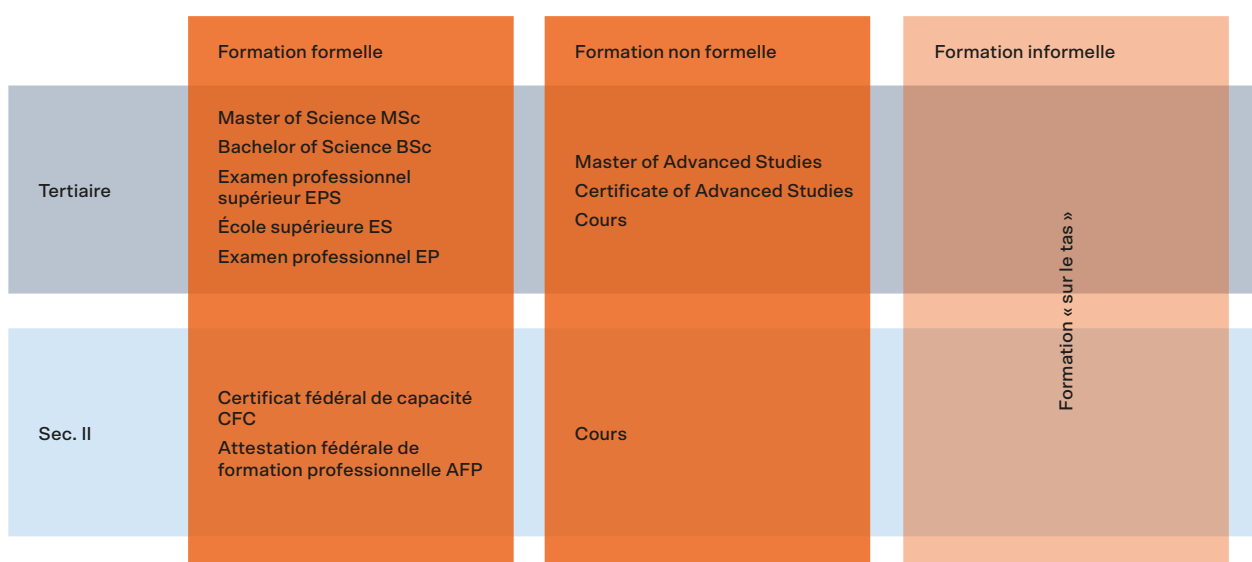 Formation formelle
Formation non formelle
Formation informelle
Tertiaire
Master of Science MSc
Bachelor of Science BSc
Examen professionnel
supérieur EPS
École supérieure ES
Examen professionnel EP
Master of Advanced Studies
Certificate of Advanced Studies
Cours
Formation « sur le tas »
Sec. II
Certificat fédéral de capacité
CFC
Attestation fédérale de
formation professionnelle AFP
Cours